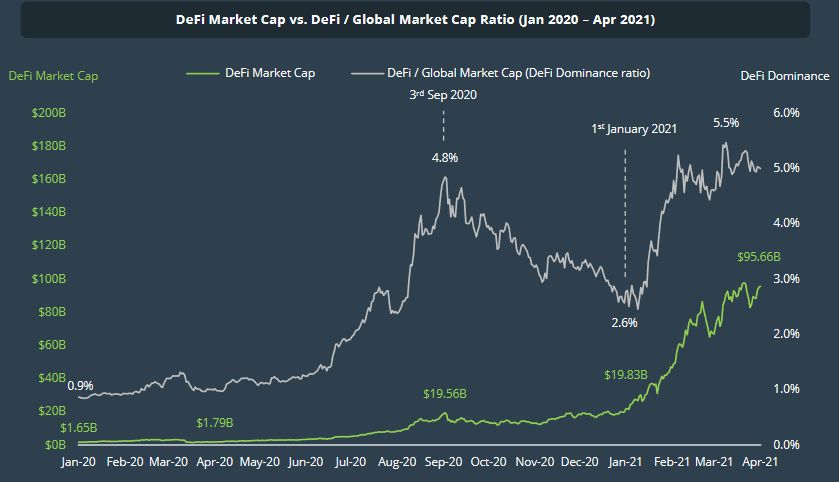 DeFi Market Cap vs. DeFi / Global Market Cap Ratio (Jan 2020 – Apr 2021)
DeFi Market Cap
DeFi Market Cap
DeFi / Global Market Cap (DeFi Dominance ratio)
DeFi Dominance
3rd Sep 2020
1st January 2021
$200B
$180B
$160B
$140B
$120B
$100B
$80B
$60B
$40B
$20B
$0B
6.0%
5.0%
4.0%
3.0%
2.0%
1.0%
0.0%
0.9%
4.8%
2.6%
5.5%
$1.65B
$1.79B
$19.56B
$19.83B
$95.66B
Jan-20 Feb-20 Mar-20 Apr-20 May-20 Jun-20 Jul-20 Aug-20 Sep-20 Oct-20 Nov-20 Dec-20 Jan-21 Feb-21 Mar-21 Apr-21